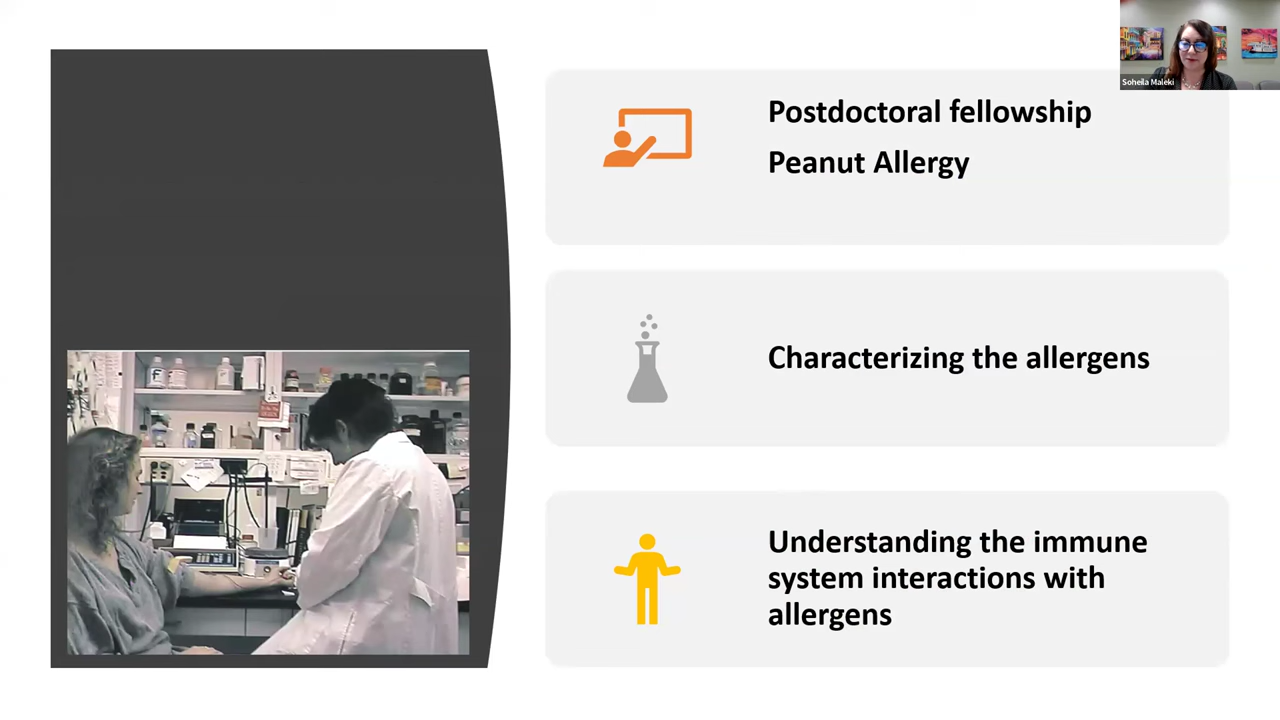 Soheila Maleki
Postdoctoral fellowship
Peanut Allergy
Characterizing the allergens
Understanding the immune
system interactions with
allergens